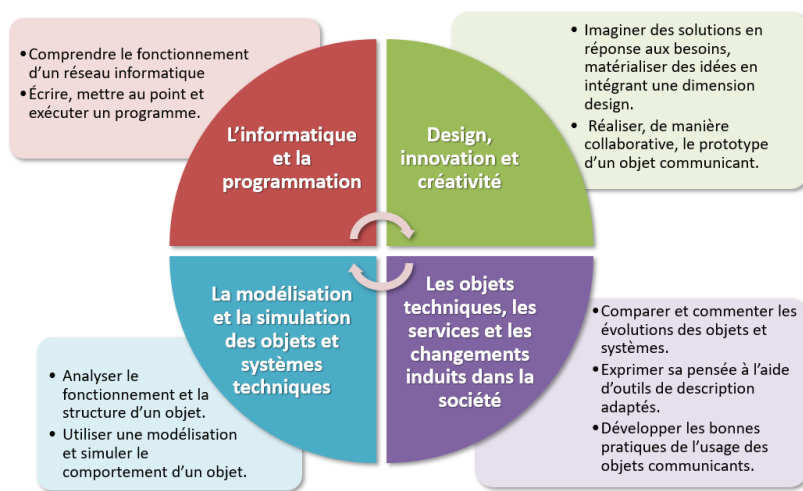 •Comprendre le fonctionnement
d'un réseau informatique
•Écrire, mettre au point et
exécuter un programme.
L'informatique
et la
programmation
• Imaginer des solutions en
réponse aux besoins,
matérialiser des idées en
intégrant une dimension
design.
• Réaliser, de manière
collaborative, le prototype
d'un objet communicant.
Design,
innovation et
créativité
La modélisation
et la simulation
des objets et
systèmes
techniques
• Analyser le
fonctionnement et la
structure d'un objet.
• Utiliser une modélisation
et simuler le
comportement d'un objet.
Les objets
techniques, les
services et les
changements
induits dans la
société
•Comparer et commenter les
évolutions des objets et
systèmes.
•Exprimer sa pensée à l'aide
d'outils de description
adaptés.
•Développer les bonnes
pratiques de l'usage des
objets communicants.